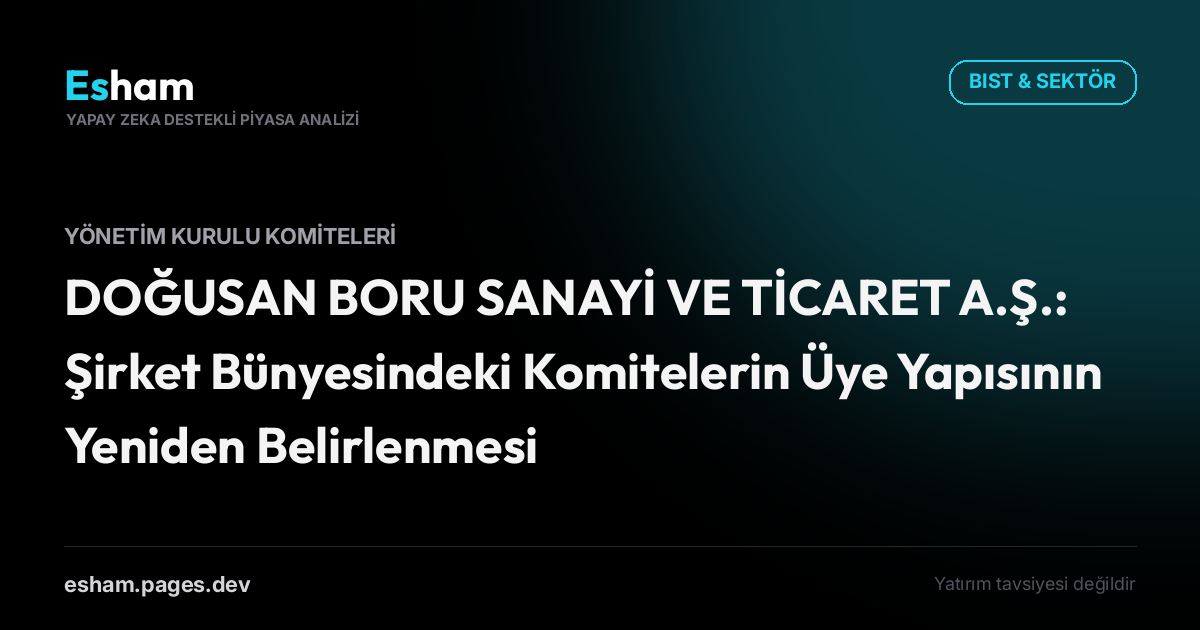 Esham
YAPAY ZEKA DESTEKLİ PİYASA ANALİZİ
BIST & SEKTÖR
YÖNETİM KURULU KOMİTELERİ
DOĞUSAN BORU SANAYİ VE TİCARET A.Ş.:
Şirket Bünyesindeki Komitelerin Üye Yapısının
Yeniden Belirlenmesi
esham.pages.dev
Yatırım tavsiyesi değildir